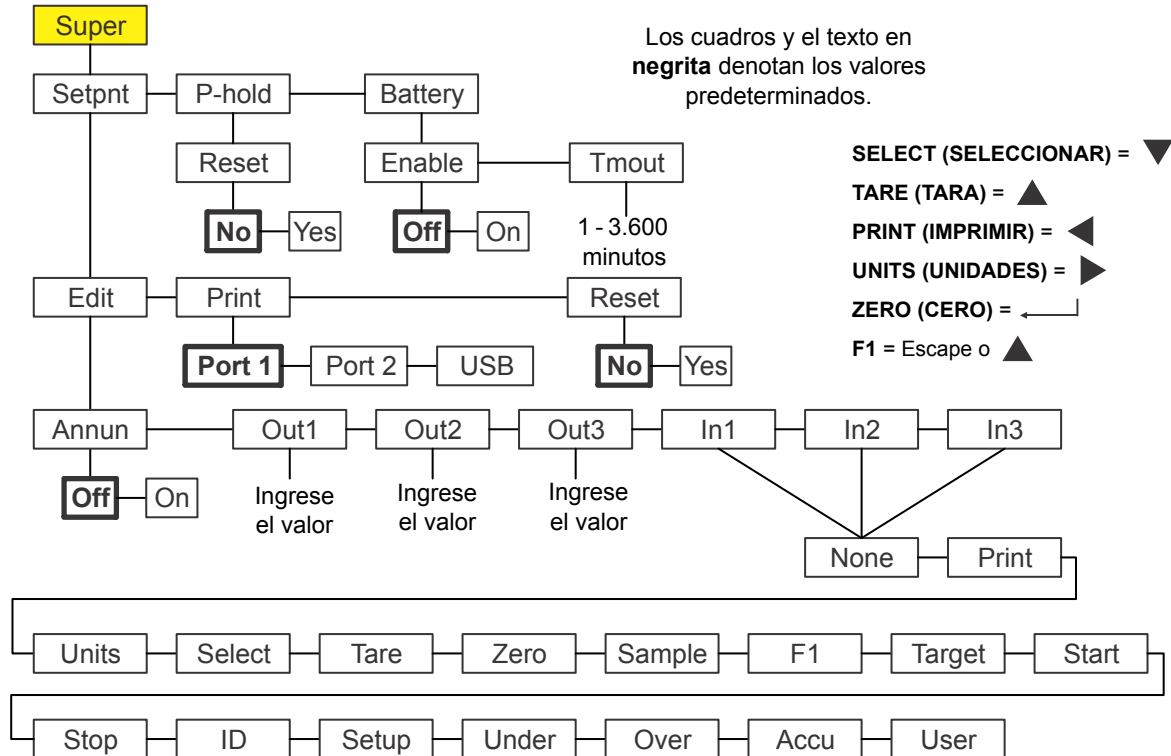 Super
Los cuadros y el texto en
negrita denotan los valores
predeterminados.
Setpnt P-hold Battery
SELECT (SELECCIONAR) =
TARE (TARA) =
PRINT (IMPRIMIR) =
UNITS (UNIDADES) =
ZERO (CERO) =
F1 = Escape o
Reset Enable Tmout
No Yes Off On
1 - 3.600
minutos
Edit Print Reset
Port 1 Port 2 USB No Yes
Annun Out1 Out2 Out3 In1 In2 In3
Off On
Ingrese
el valor
Ingrese
el valor
Ingrese
el valor
None Print
Units Select Tare Zero Sample F1 Target Start
Stop ID Setup Under Over Accu User